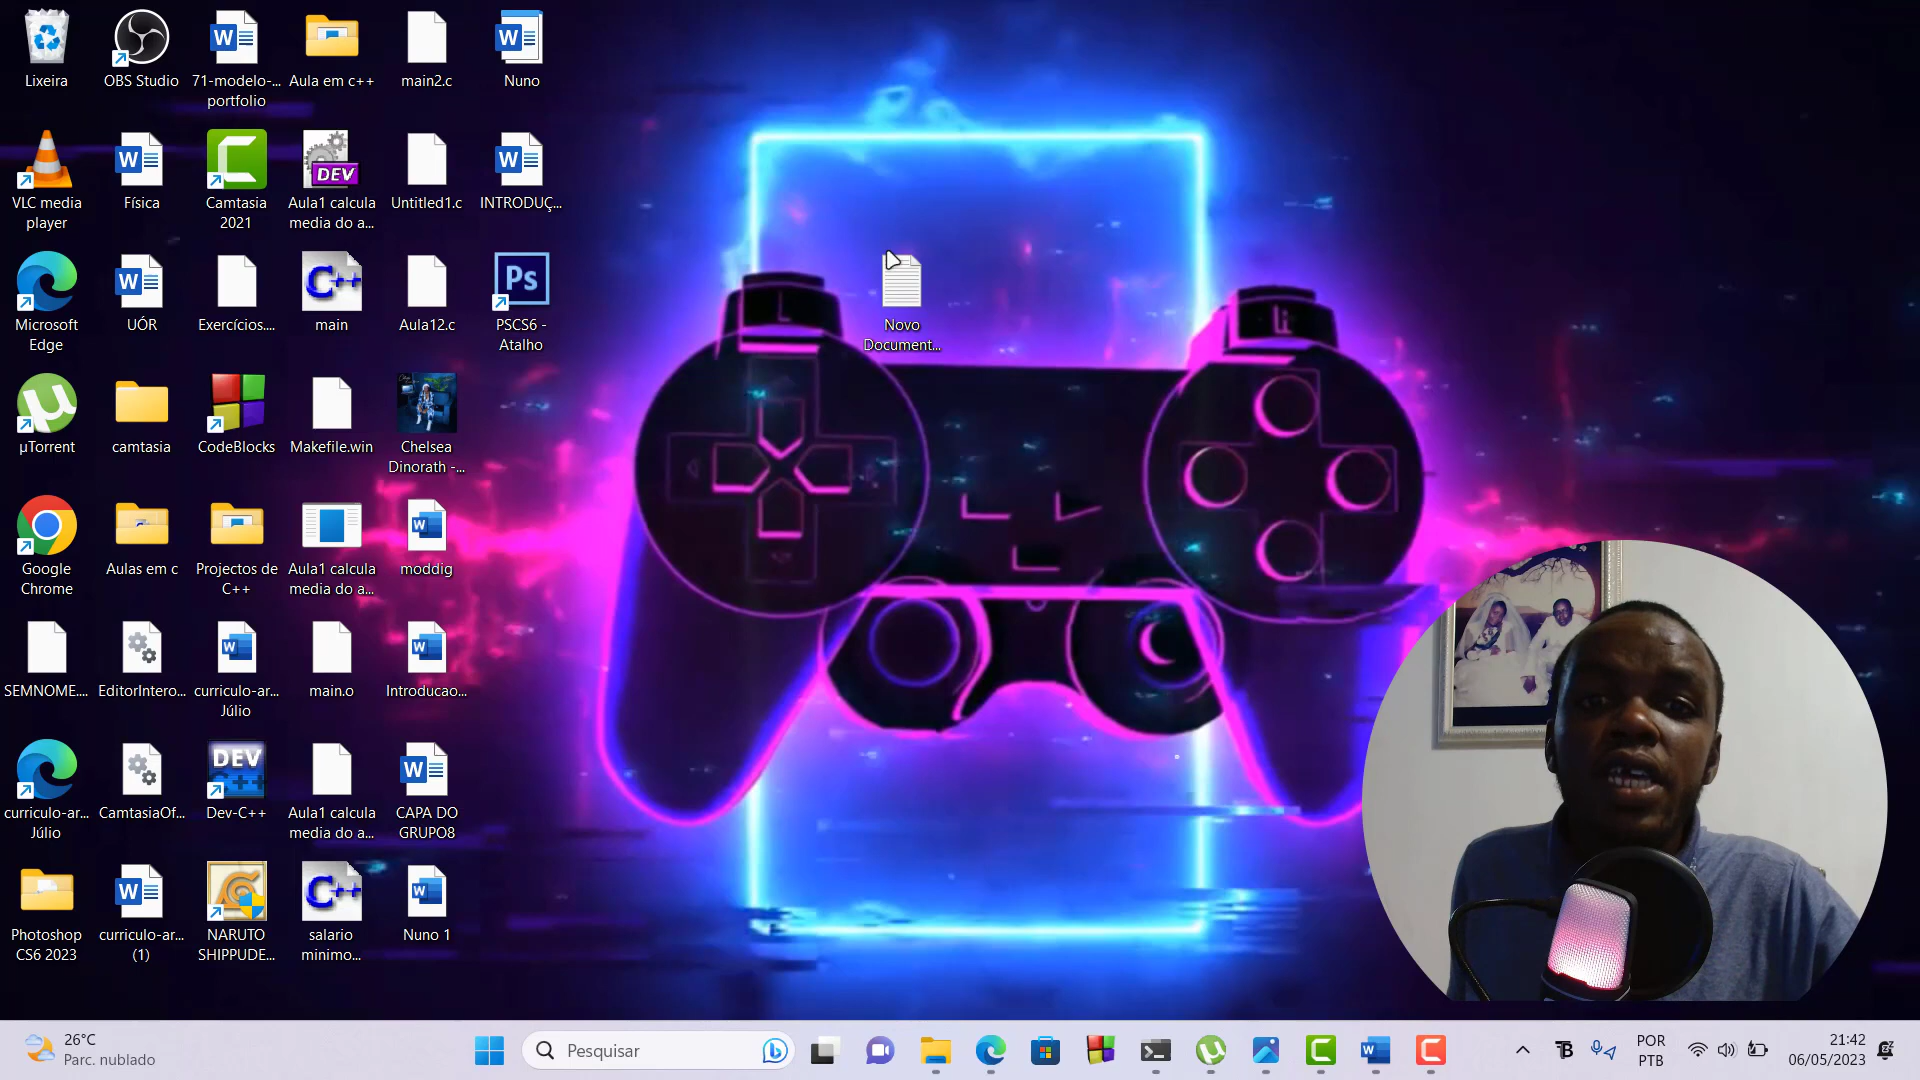 Lixeira
OBS Studio
71-modelo-...
portfolio
Aula em c++
main2.c
Nuno
VLC media
player
Física
Camtasia
2021
DEV
Aula1 calcula
media do a...
Untitled1.c
INTRODUÇ...
Microsoft
Edge
UÓR
Exercícios....
C++
main
Aula12.c
Ps
PSCS6 -
Atalho
Novo
Document...
µTorrent
camtasia
CodeBlocks
Makefile.win
Chelsea
Dinorath -...
Google
Chrome
Aulas em c
Projectos de
C++
Aula1 calcula
media do a...
moddig
SEMNOME....
EditorIntero...
curriculo-ar...
Júlio
main.o
Introducao...
curriculo-ar...
Júlio
CamtasiaOf...
DEV
Dev-C++
Aula1 calcula
media do a...
CAPA DO
GRUPO8
Photoshop
CS6 2023
curriculo-ar...
(1)
NARUTO
SHIPPUDE...
C++
salario
minimo...
Nuno 1
26°C
Parc. nublado
Pesquisar
POR
PTB
21:42
06/05/2023